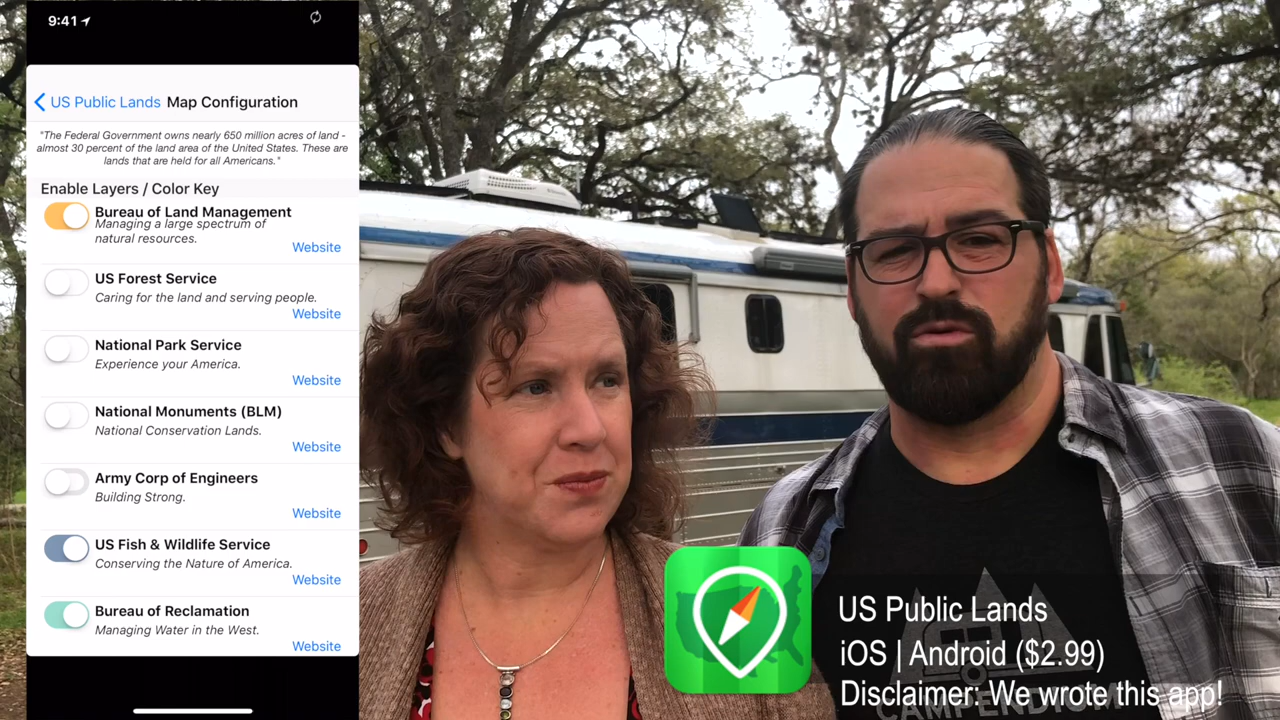 9:41
US Public Lands Map Configuration
"The Federal Government owns nearly 650 million acres of land -
almost 30 percent of the land area of the United States. These are
lands that are held for all Americans."
Enable Layers / Color Key
Bureau of Land Management
Managing a large spectrum of
natural resources.
Website
US Forest Service
Caring for the land and serving people.
Website
National Park Service
Experience your America.
Website
National Monuments (BLM)
National Conservation Lands.
Website
Army Corp of Engineers
Building Strong.
Website
US Fish & Wildlife Service
Conserving the Nature of America.
Website
Bureau of Reclamation
Managing Water in the West.
Website
US Public Lands
iOS | Android ($2.99)
Disclaimer: We wrote this app!
CAMPENDIUM